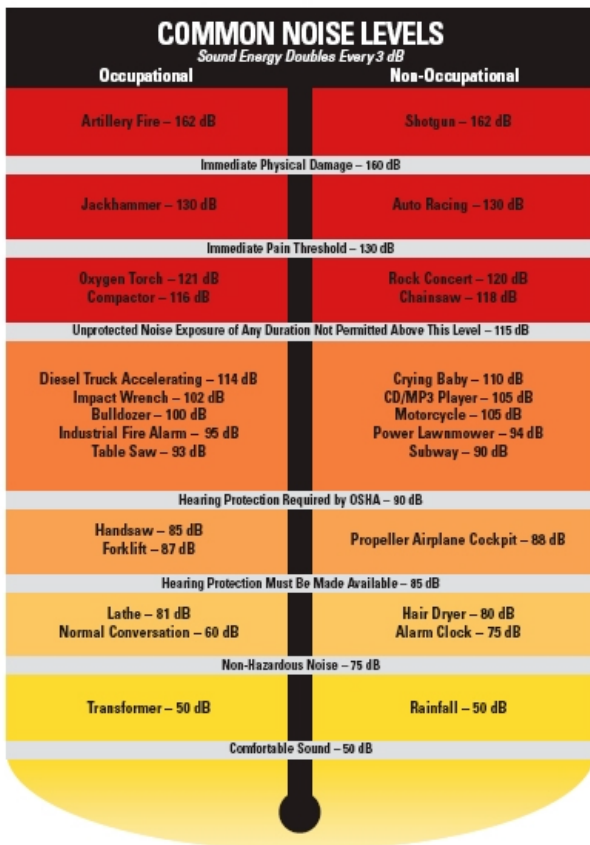 COMMON NOISE LEVELS
Sound Energy Doubles Every 3 dB
Occupational
Non-Occupational
Artillery Fire – 162 dB
Shotgun – 162 dB
Immediate Physical Damage – 160 dB
Jackhammer – 130 dB
Auto Racing – 130 dB
Immediate Pain Threshold – 130 dB
Oxygen Torch – 121 dB
Compactor – 116 dB
Rock Concert – 120 dB
Chainsaw – 118 dB
Unprotected Noise Exposure of Any Duration Not Permitted Above This Level – 115 dB
Diesel Truck Accelerating – 114 dB
Impact Wrench – 102 dB
Bulldozer – 100 dB
Industrial Fire Alarm – 95 dB
Table Saw – 93 dB
Crying Baby – 110 dB
CD/MP3 Player – 105 dB
Motorcycle – 105 dB
Power Lawnmower – 94 dB
Subway – 90 dB
Hearing Protection Required by OSHA – 90 dB
Handsaw – 85 dB
Forklift – 87 dB
Propeller Airplane Cockpit – 88 dB
Hearing Protection Must Be Made Available – 85 dB
Lathe – 81 dB
Normal Conversation – 60 dB
Hair Dryer – 80 dB
Alarm Clock – 75 dB
Non-Hazardous Noise – 75 dB
Transformer – 50 dB
Rainfall – 50 dB
Comfortable Sound – 50 dB